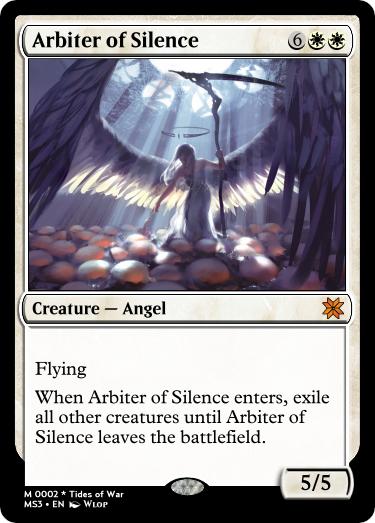 Arbiter of Silence 6
Creature — Angel
Flying
When Arbiter of Silence enters, exile
all other creatures until Arbiter of
Silence leaves the battlefield.
5/5
M 0002 * Tides of War
MS3 • EN Wlop